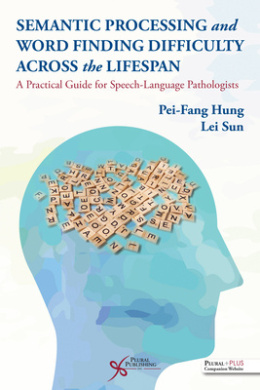 SEMANTIC PROCESSING and
WORD FINDING DIFFICULTY
ACROSS the LIFESPAN
A Practical Guide for Speech-Language Pathologists
Pei-Fang Hung
Lei Sun
PLURAL PUBLISHING
PLURAL+PLUS
Companion Website